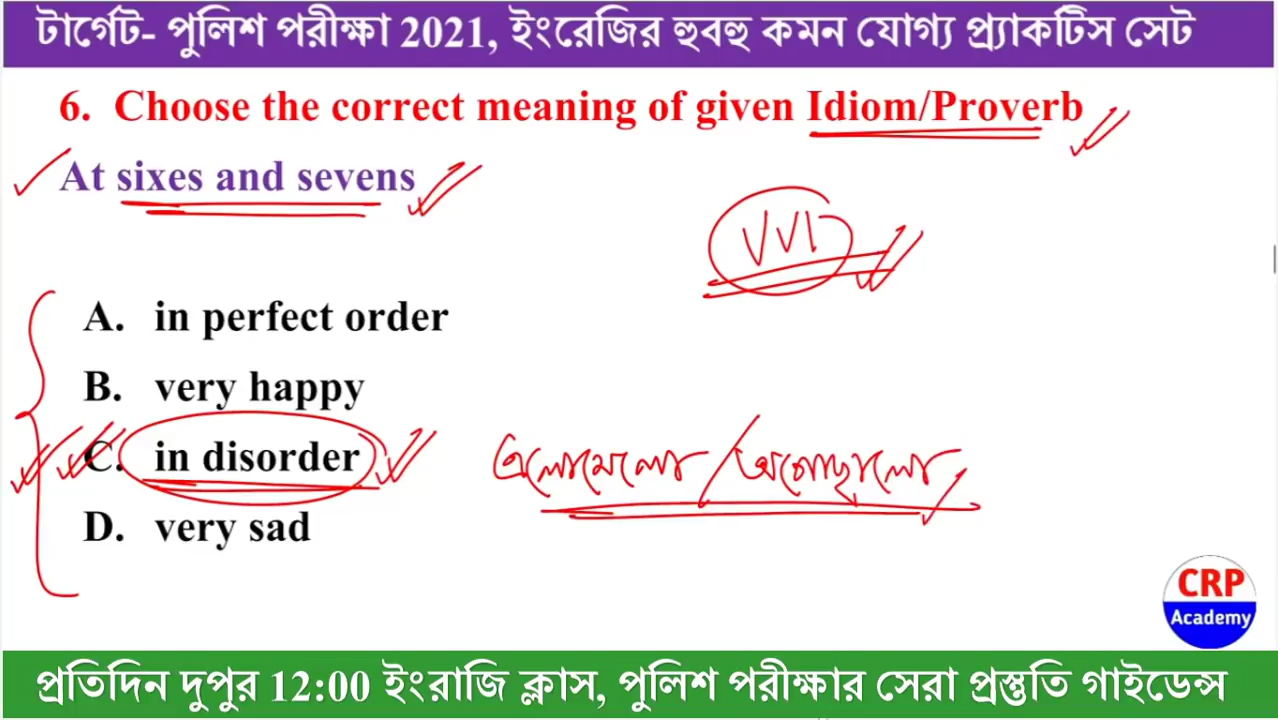 টার্গেট- পুলিশ পরীক্ষা 2021, ইংরেজির হুবহু কমন যোগ্য প্র্যাকটিস সেট
6. Choose the correct meaning of given Idiom/Proverb
At sixes and sevens
VVI
A. in perfect order
B. very happy
C. in disorder
এলোমেলো / অগোছালো
D. very sad
CRP
Academy
প্রতিদিন দুপুর 12:00 ইংরাজি ক্লাস, পুলিশ পরীক্ষার সেরা প্রস্তুতি গাইডেন্স